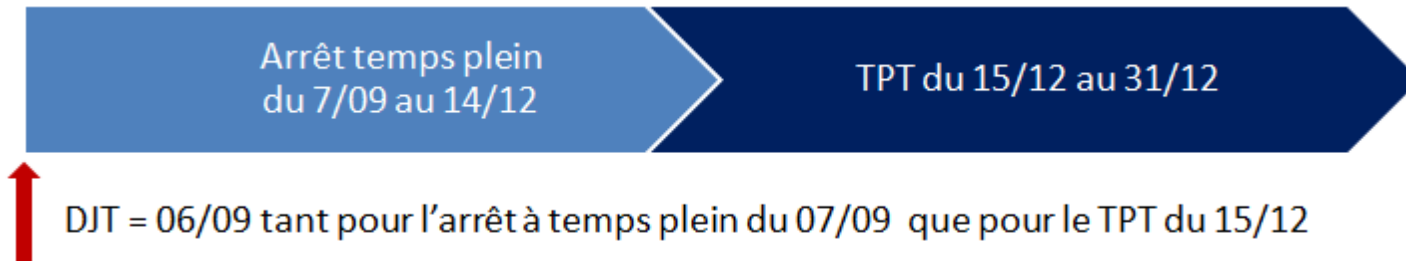 Arrêt temps plein
du 7/09 au 14/12
TPT du 15/12 au 31/12
DJT = 06/09 tant pour l'arrêt à temps plein du 07/09 que pour le TPT du 15/12